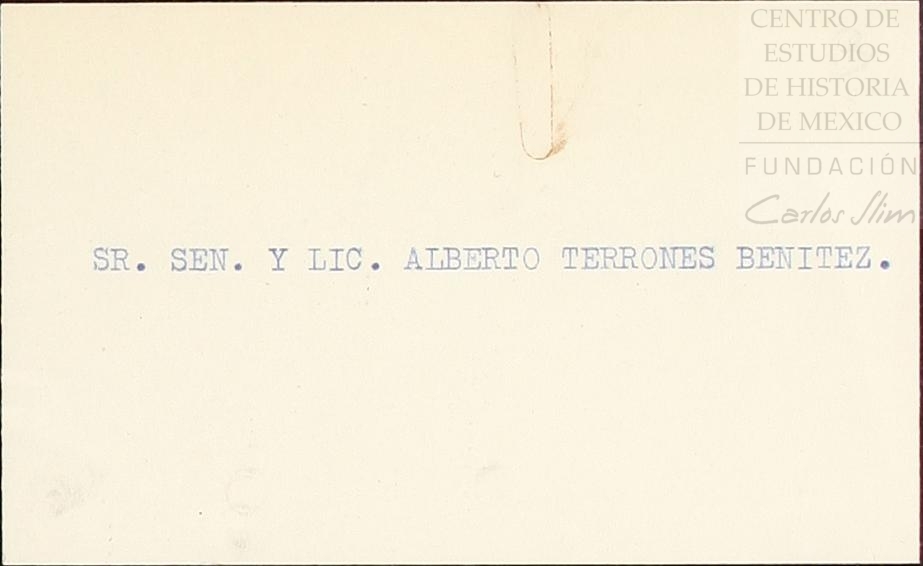 CENTRO DE
ESTUDIOS
DE HISTORIA
DE MEXICO
FUNDACIÓN
Carlos Slim
SR. SEN. Y LIC. ALBERTO TERRONES BENITEZ.